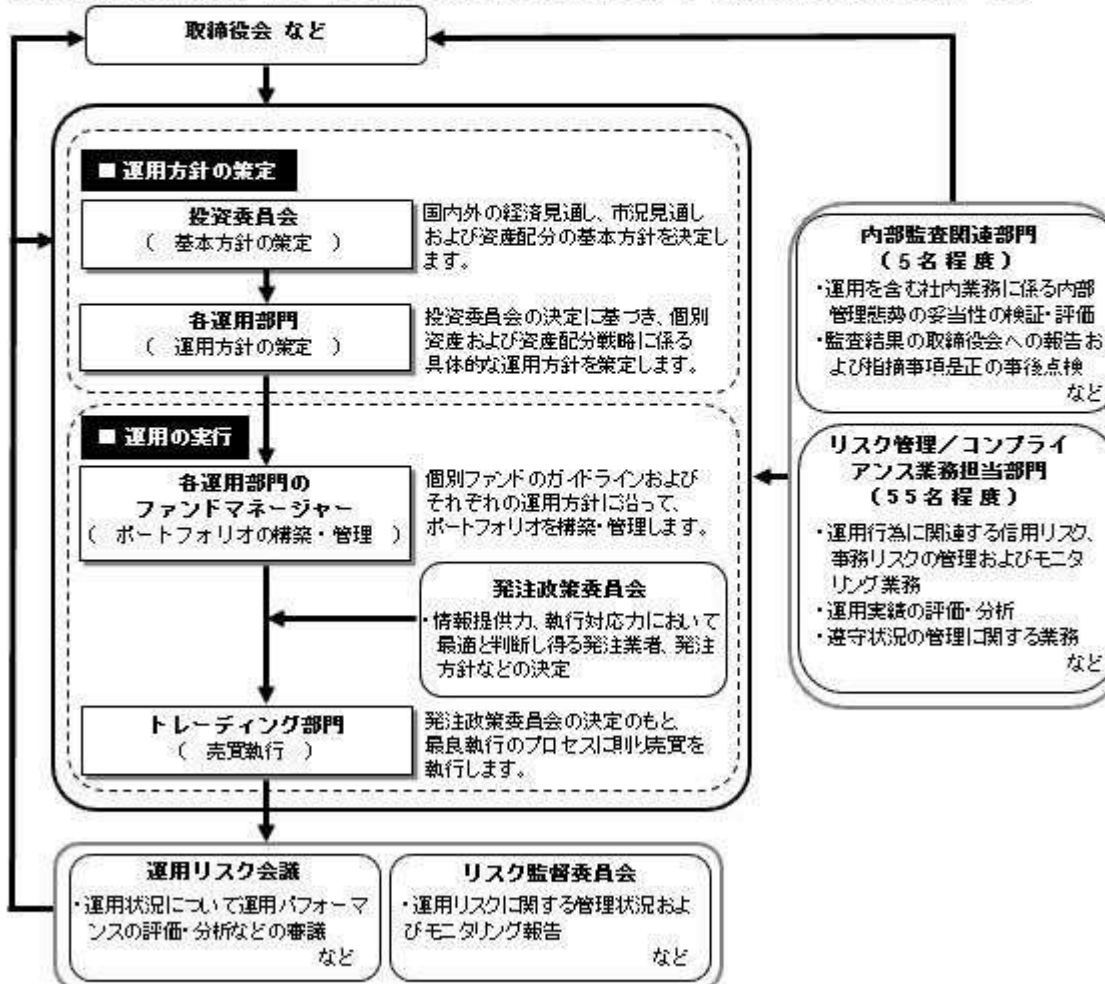 取締役会 など
■ 運用方針の策定
投資委員会
( 基本方針の策定 )
国内外の経済見通し、市況見通し
および資産配分の基本方針を決定し
ます。
各運用部門
( 運用方針の策定 )
投資委員会の決定に基づき、個別
資産および資産配分戦略に係る
具体的な運用方針を策定します。
■ 運用の実行
各運用部門の
ファンドマネージャー
( ポートフォリオの構築・管理 )
個別ファンドのガイドラインおよび
それぞれの運用方針に沿って、
ポートフォリオを構築・管理します。
発注政策委員会
・情報提供力、執行対応力において
最適と判断し得る発注業者、発注
方針などの決定
トレーディング部門
( 売買執行 )
発注政策委員会の決定のもと、
最良執行のプロセスに則り売買を
執行します。
内部監査関連部門
(5名程度)
・運用を含む社内業務に係る内部
管理態勢の妥当性の検証・評価
・監査結果の取締役会への報告お
よび指摘事項是正の事後点検
など
リスク管理/コンプライ
アンス業務担当部門
(55名程度)
・運用行為に関連する信用リスク、
事務リスクの管理およびモニタ
リング業務
・運用実績の評価・分析
・遵守状況の管理に関する業務
など
運用リスク会議
・運用状況について運用パフォーマ
ンスの評価・分析などの審議
など
リスク監督委員会
・運用リスクに関する管理状況およ
びモニタリング報告
など